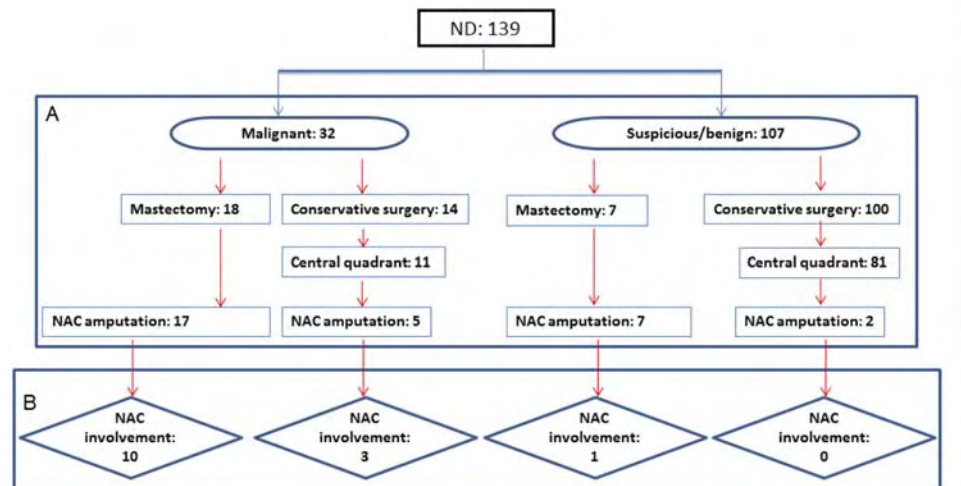 ND: 139
A
Malignant: 32
Suspicious/benign: 107
Mastectomy: 18
Conservative surgery: 14
Mastectomy: 7
Conservative surgery: 100
Central quadrant: 11
Central quadrant: 81
NAC amputation: 17
NAC amputation: 5
NAC amputation: 7
NAC amputation: 2
B
NAC
involvement:
10
NAC
involvement:
3
NAC
involvement:
1
NAC
involvement:
0